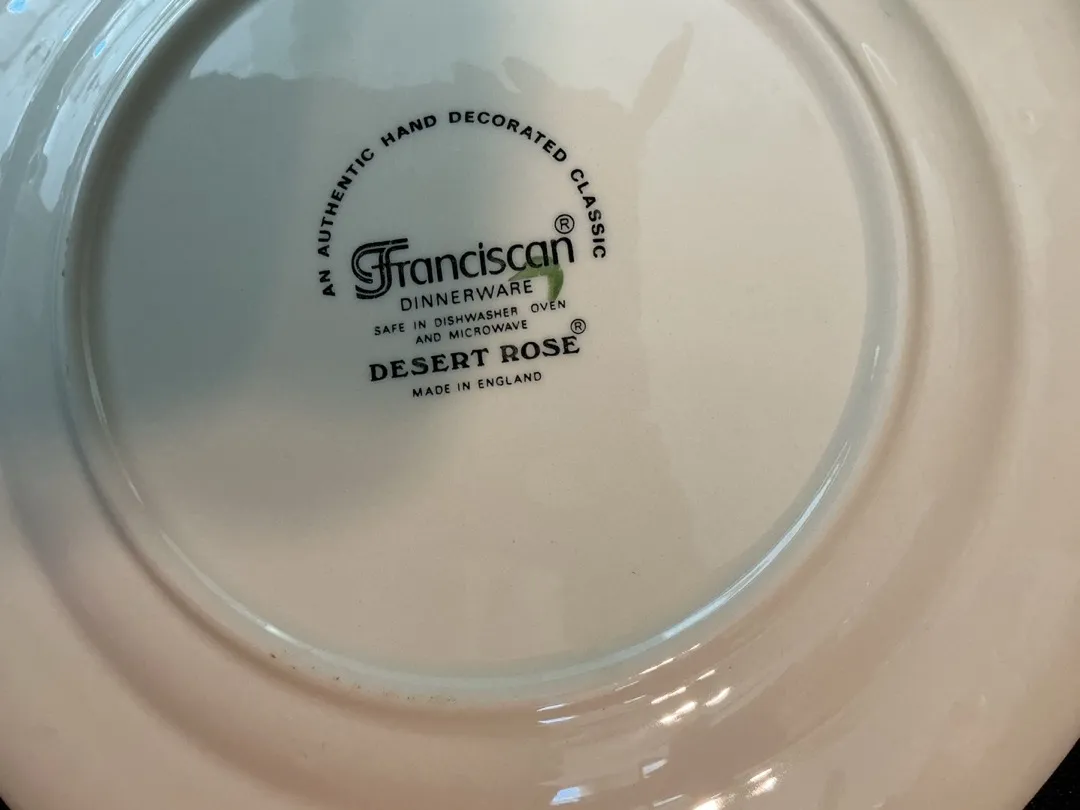 AN AUTHENTIC HAND DECORATED CLASSIC
Franciscan®
DINNERWARE
SAFE IN DISHWASHER OVEN
AND MICROWAVE
DESERT ROSE®
MADE IN ENGLAND